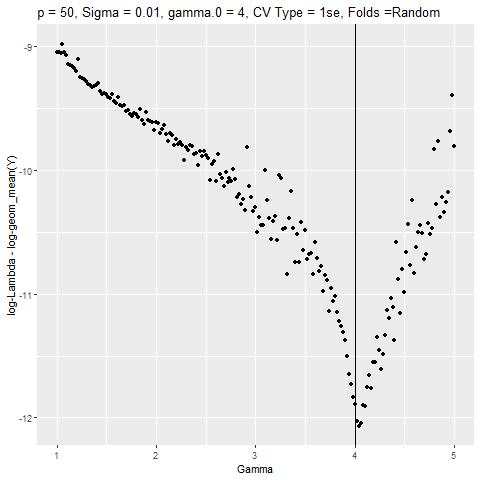 p = 50, Sigma = 0.01, gamma.0 = 4, CV Type = 1se, Folds =Random
log-Lambda - log-geom_mean(Y)
-9
-10
-11
-12
1 2 3 4 5
Gamma